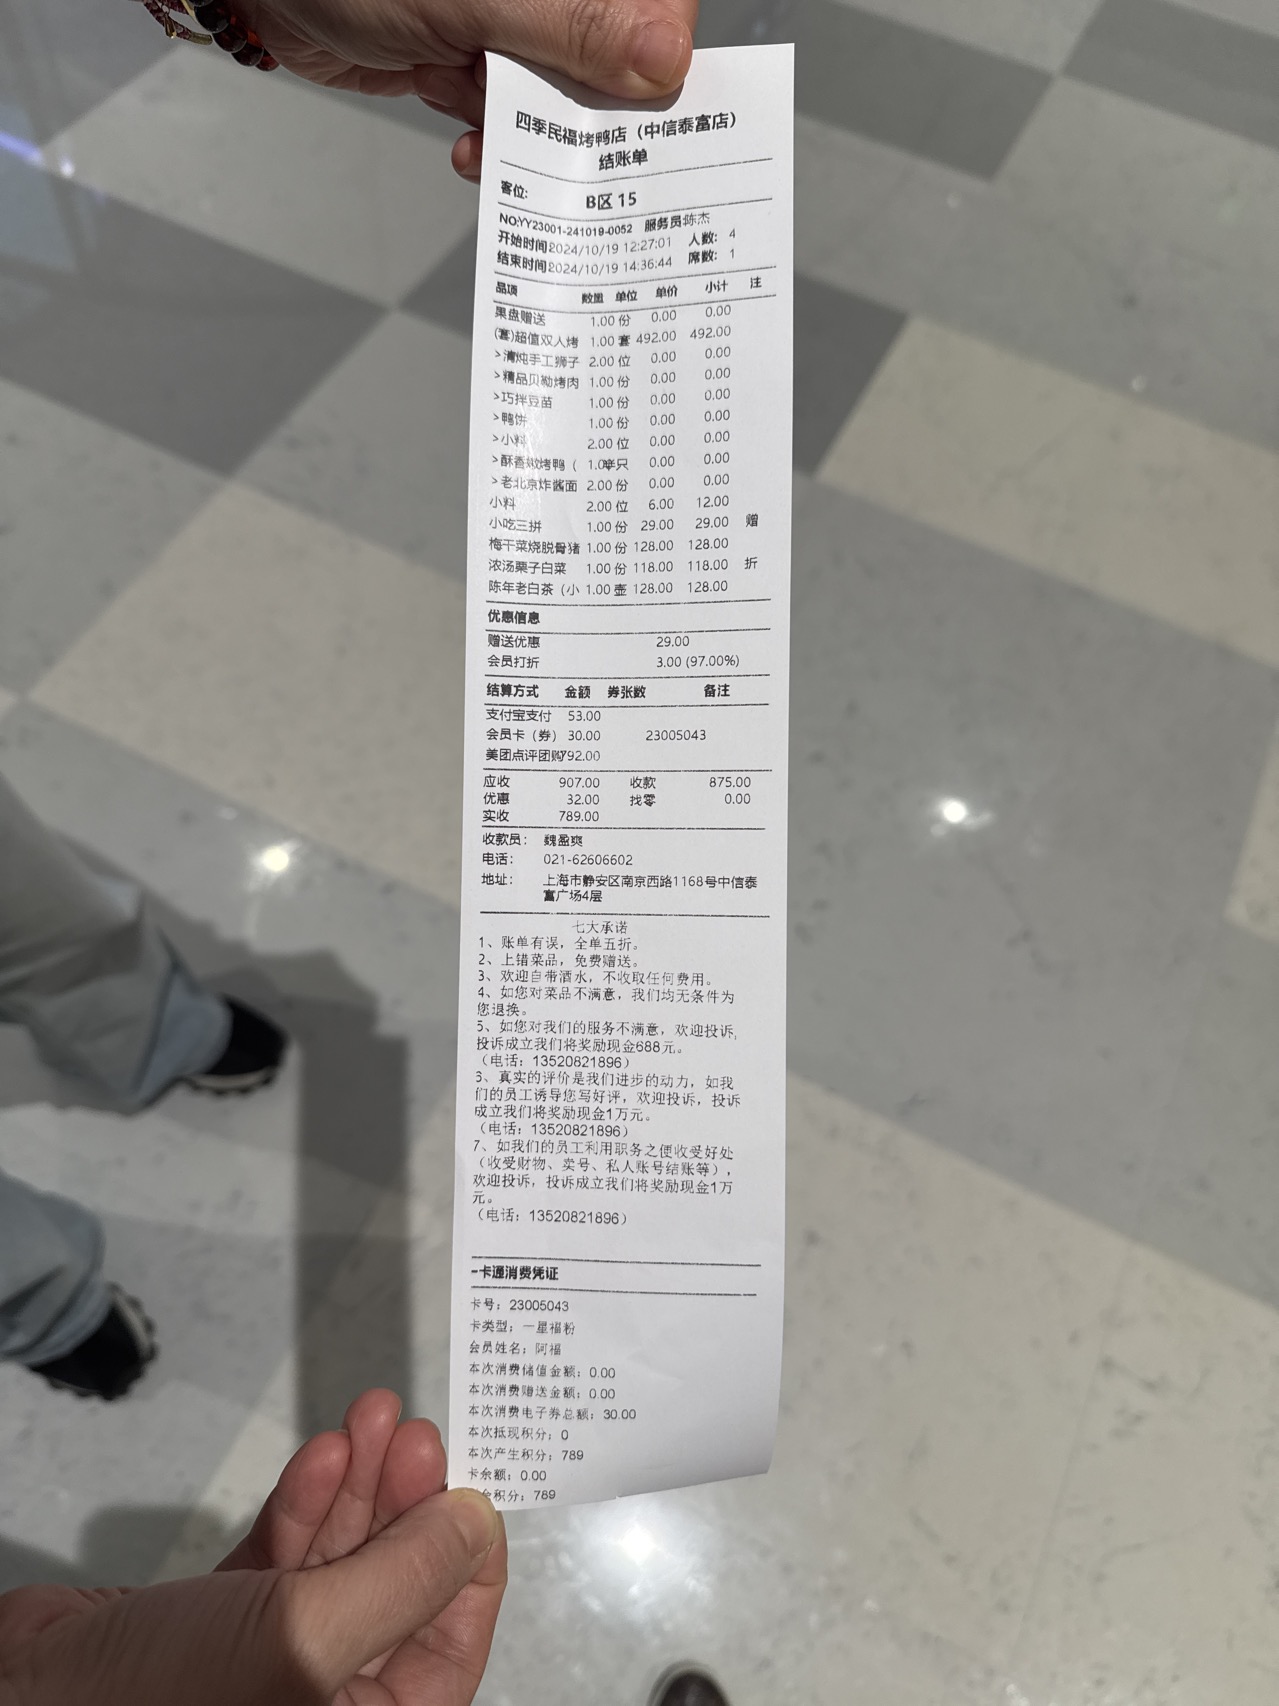 四季民福烤鸭店（中信泰富店）
结账单
客位: B区 15
NO:YY23001-241019-0052 服务员:陈杰
开始时间2024/10/19 12:27:01 人数: 4
结束时间2024/10/19 14:36:44 席数: 1
品项 数量 单位 单价 小计 注
果盘赠送 1.00 份 0.00 0.00
(套)超值双人烤 1.00 套 492.00 492.00
>清炖手工狮子 2.00 位 0.00 0.00
>精品贝勒烤肉 1.00 份 0.00 0.00
>巧拌豆苗 1.00 份 0.00 0.00
>鸭饼 1.00 份 0.00 0.00
>小料 2.00 位 0.00 0.00
>酥香嫩烤鸭（ 1.00半只 0.00 0.00
>老北京炸酱面 2.00 份 0.00 0.00
小料 2.00 位 6.00 12.00
小吃三拼 1.00 份 29.00 29.00 赠
梅干菜烧脱骨猪 1.00 份 128.00 128.00
浓汤栗子白菜 1.00 份 118.00 118.00 折
陈年老白茶（小 1.00 壶 128.00 128.00
优惠信息
赠送优惠 29.00
会员打折 3.00 (97.00%)
结算方式 金额 券张数 备注
支付宝支付 53.00
会员卡（券） 30.00 23005043
美团点评团购792.00
应收 907.00 收款 875.00
优惠 32.00 找零 0.00
实收 789.00
收款员: 魏盈爽
电话: 021-62606602
地址: 上海市静安区南京西路1168号中信泰
富广场4层
七大承诺
1、账单有误，全单五折。
2、上错菜品，免费赠送。
3、欢迎自带酒水，不收取任何费用。
4、如您对菜品不满意，我们均无条件为
您退换。
5、如您对我们的服务不满意，欢迎投诉,
投诉成立我们将奖励现金688元。
（电话：13520821896）
6、真实的评价是我们进步的动力，如我
们的员工诱导您写好评，欢迎投诉，投诉
成立我们将奖励现金1万元。
（电话：13520821896）
7、如我们的员工利用职务之便收受好处
（收受财物、卖号、私人账号结账等），
欢迎投诉，投诉成立我们将奖励现金1万
元。
（电话：13520821896）
一卡通消费凭证
卡号：23005043
卡类型：一星福粉
会员姓名：阿福
本次消费储值金额：0.00
本次消费赠送金额：0.00
本次消费电子券总额：30.00
本次抵现积分：0
本次产生积分：789
卡余额：0.00
积分：789